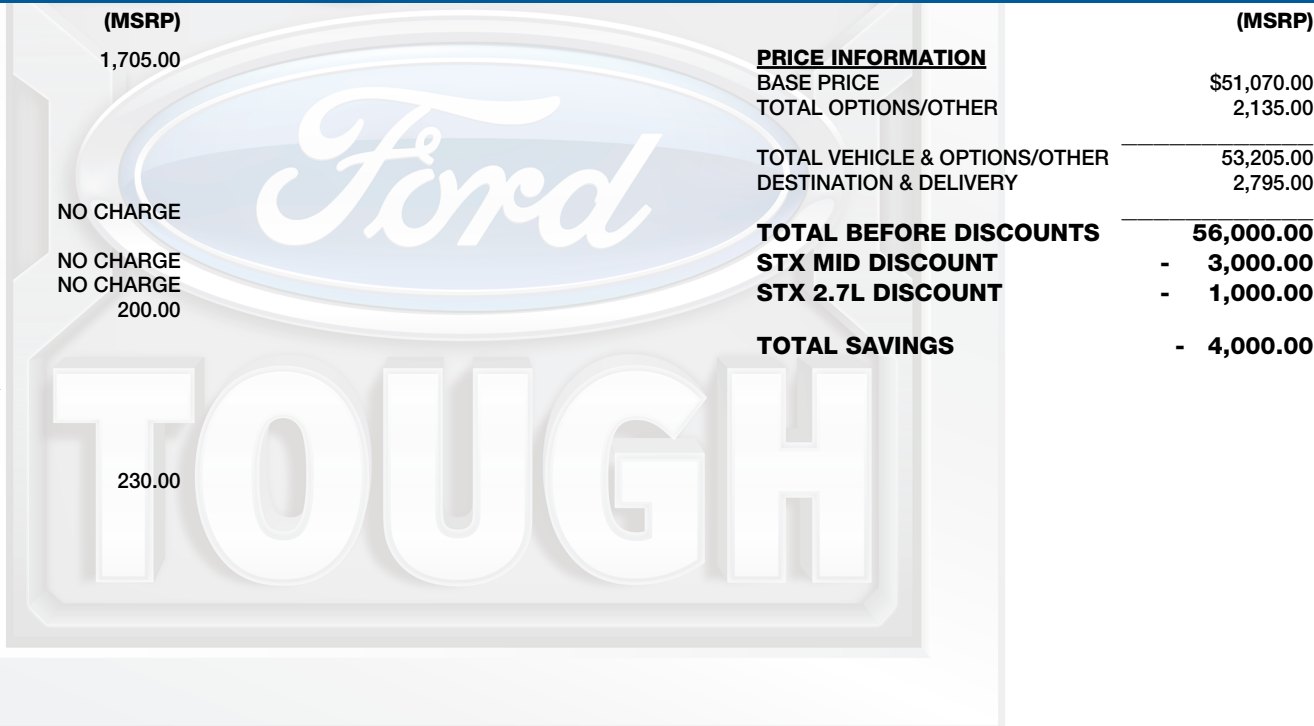 (MSRP)
1,705.00
NO CHARGE
NO CHARGE
NO CHARGE
200.00
230.00
Ford
TOUGH
(MSRP)
PRICE INFORMATION
BASE PRICE $51,070.00
TOTAL OPTIONS/OTHER 2,135.00
TOTAL VEHICLE & OPTIONS/OTHER 53,205.00
DESTINATION & DELIVERY 2,795.00
TOTAL BEFORE DISCOUNTS 56,000.00
STX MID DISCOUNT - 3,000.00
STX 2.7L DISCOUNT - 1,000.00
TOTAL SAVINGS - 4,000.00